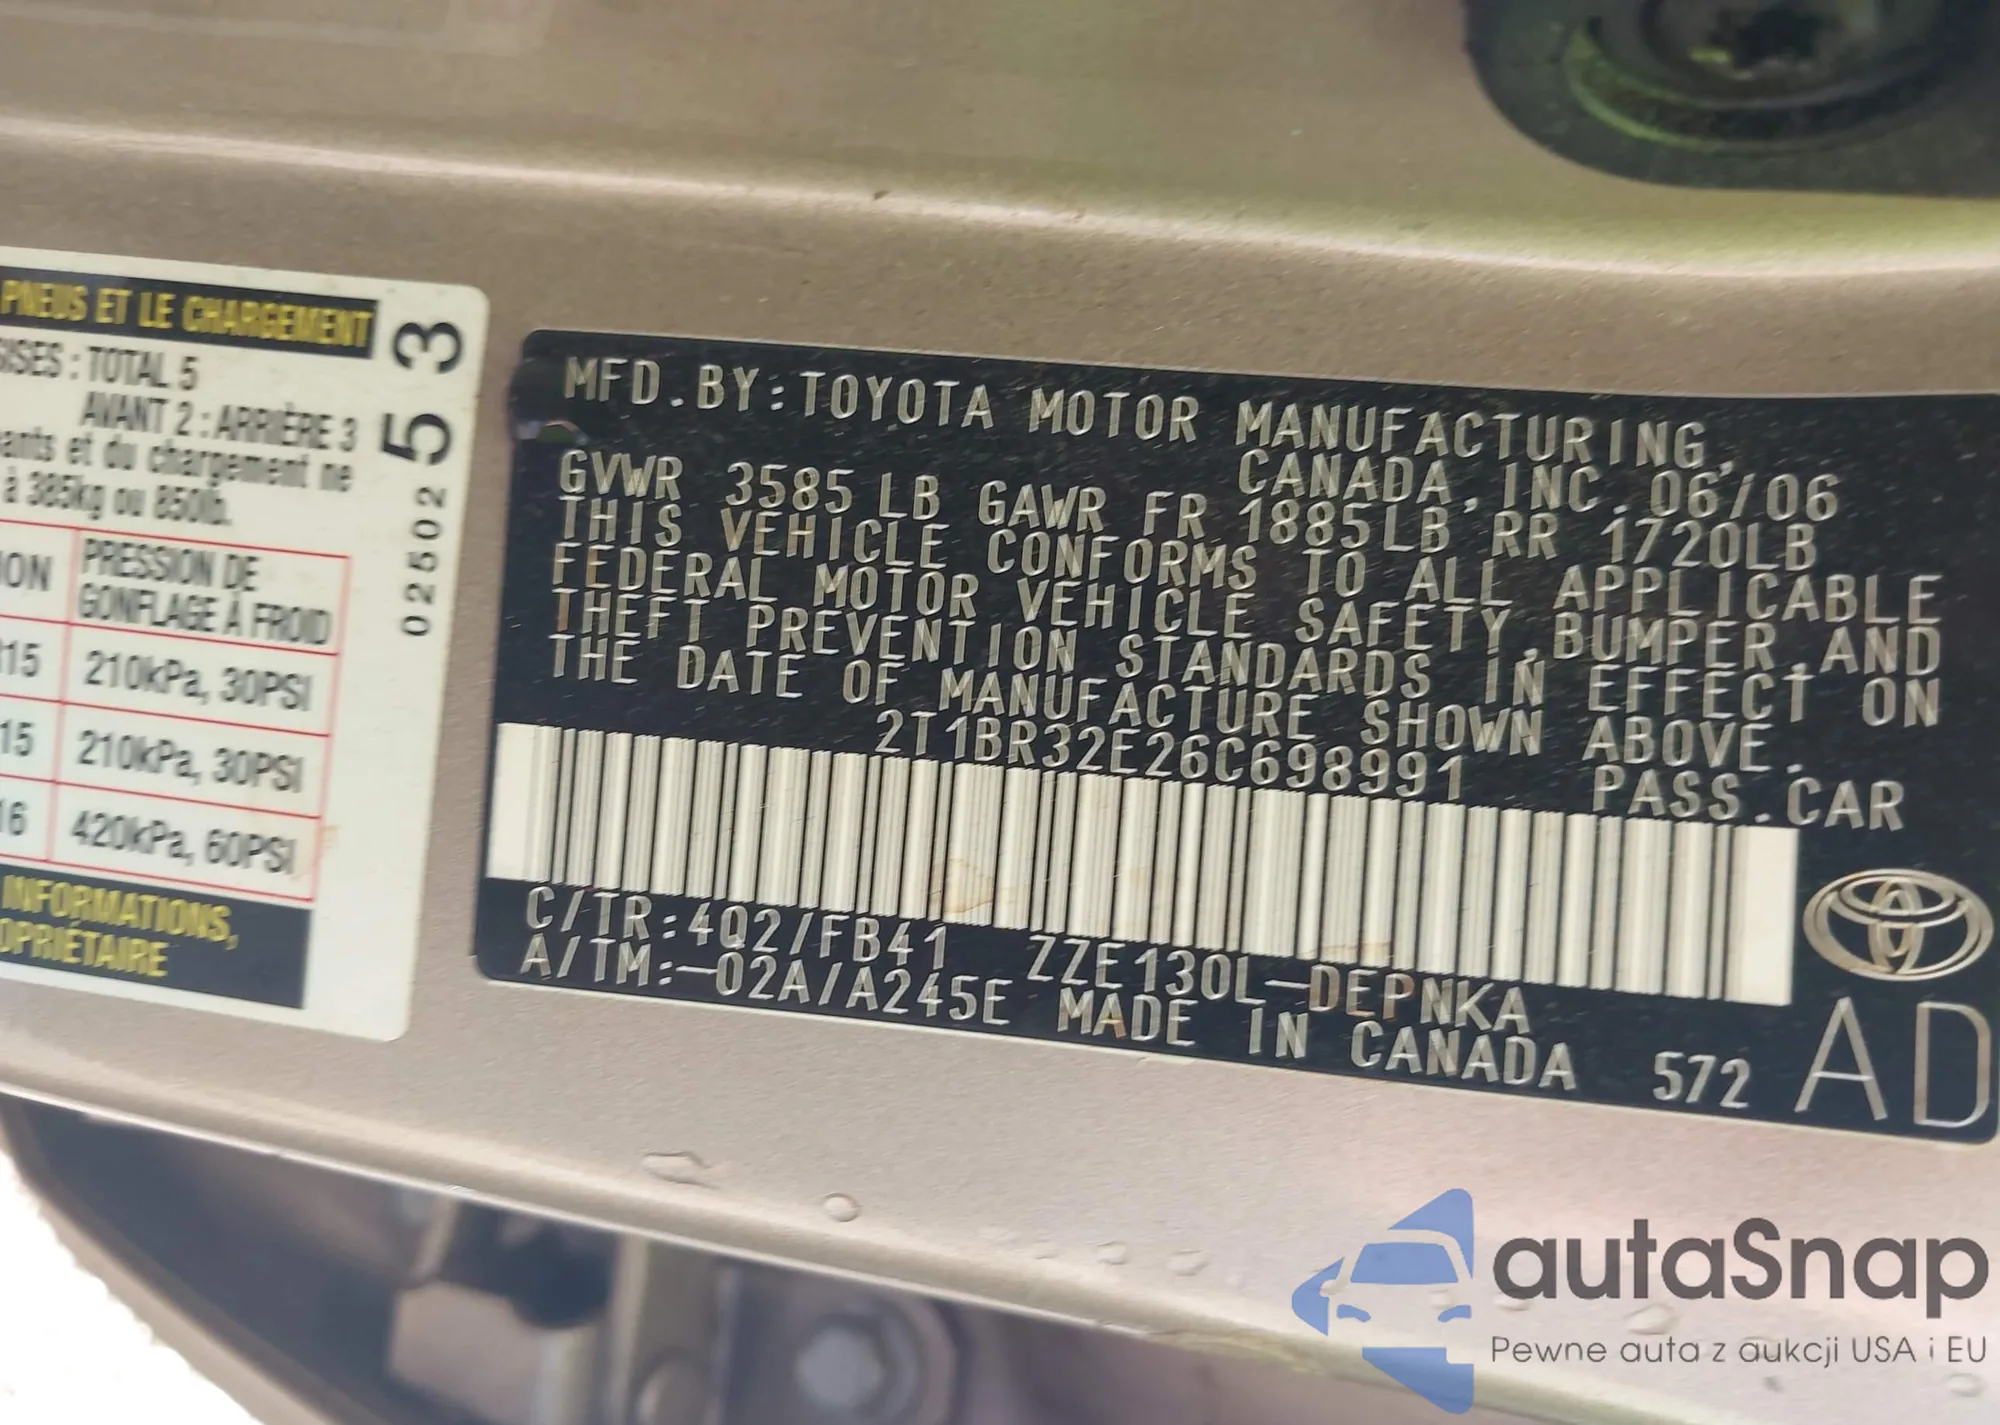 PNEUS ET LE CHARGEMENT
TOTAL 5
AVANT 2 : ARRIÈRE 3
et du chargement ne
à 385kg ou 850lb.
PRESSION DE
GONFLAGE À FROID
210kPa, 30PSI
210kPa, 30PSI
420kPa, 60PSI
INFORMATIONS,
02502 553
MFD.BY:TOYOTA MOTOR MANUFACTURING,
CANADA,INC.06/06
GVWR 3585 LB GAWR FR 1885LB RR 1720LB
THIS VEHICLE CONFORMS TO ALL APPLICABLE
FEDERAL MOTOR VEHICLE SAFETY,BUMPER,AND
THEFT PREVENTION STANDARDS IN EFFECT ON
THE DATE OF MANUFACTURE SHOWN ABOVE.
2T1BR32E26C698991 PASS.CAR
C/TR:4Q2/FB41 ZZE130L-DEPNKA
A/TM:-02A/A245E MADE IN CANADA 572
AD
autaSnap
Pewne auta z aukcji USA i EU